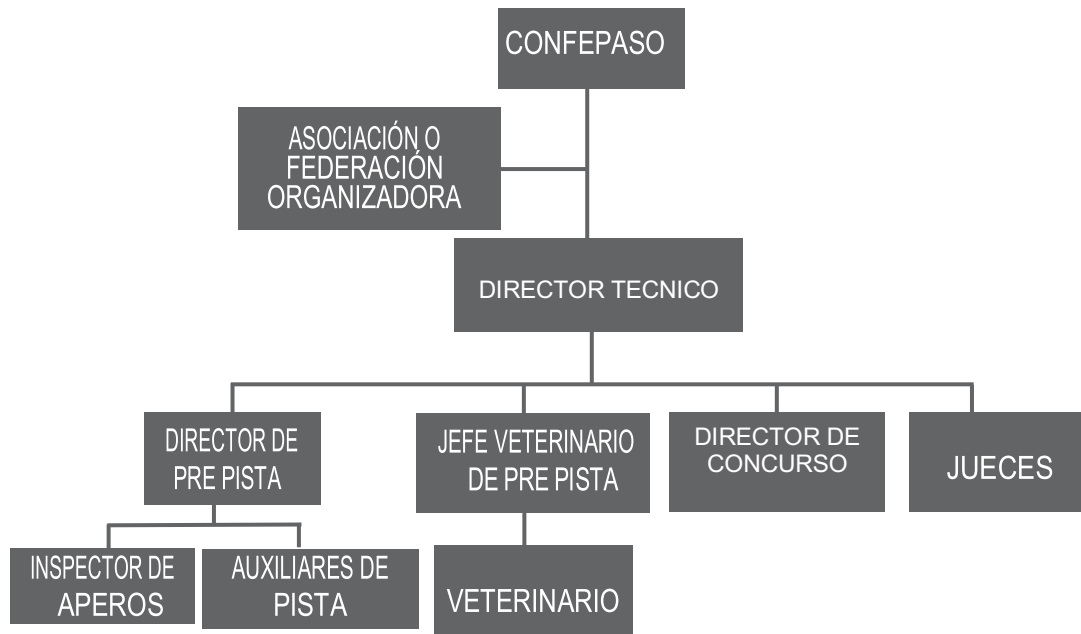 CONFEPASO
ASOCIACIÓN O
FEDERACIÓN
ORGANIZADORA
DIRECTOR TECNICO
DIRECTOR DE
PRE PISTA
JEFE VETERINARIO
DE PRE PISTA
DIRECTOR DE
CONCURSO
JUECES
INSPECTOR DE
APEROS
AUXILIARES DE
PISTA
VETERINARIO